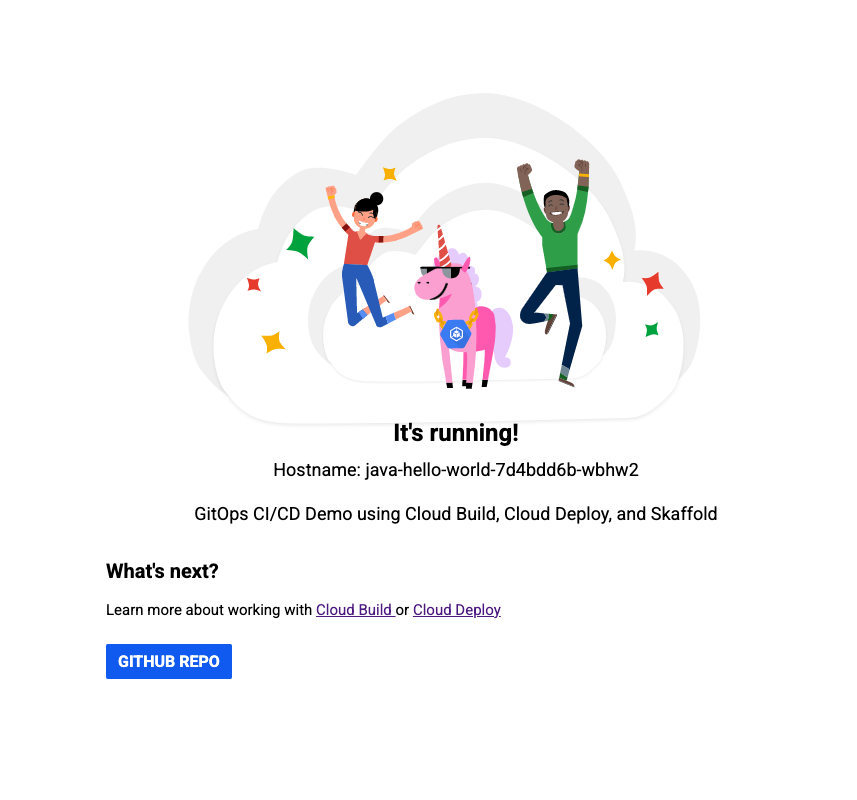 It's running!
Hostname: java-hello-world-7d4bdd6b-wbhw2
GitOps CI/CD Demo using Cloud Build, Cloud Deploy, and Skaffold
What's next?
Learn more about working with Cloud Build or Cloud Deploy
GITHUB REPO